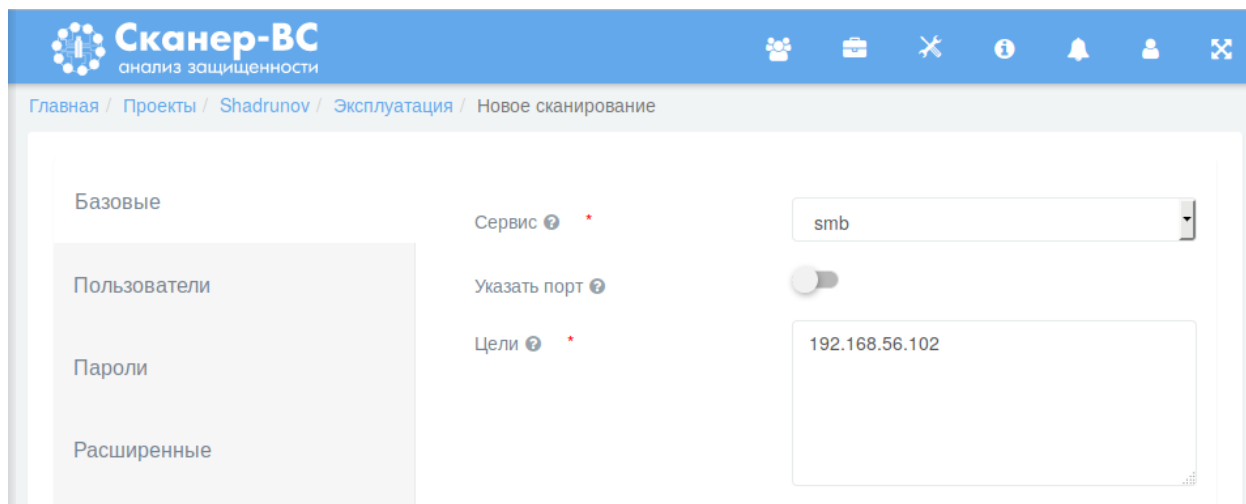 Сканер-ВС
анализ защищенности
Главная / Проекты / Shadrunov / Эксплуатация / Новое сканирование
Базовые
Пользователи
Пароли
Расширенные
Сервис *
smb
Указать порт
Цели *
192.168.56.102